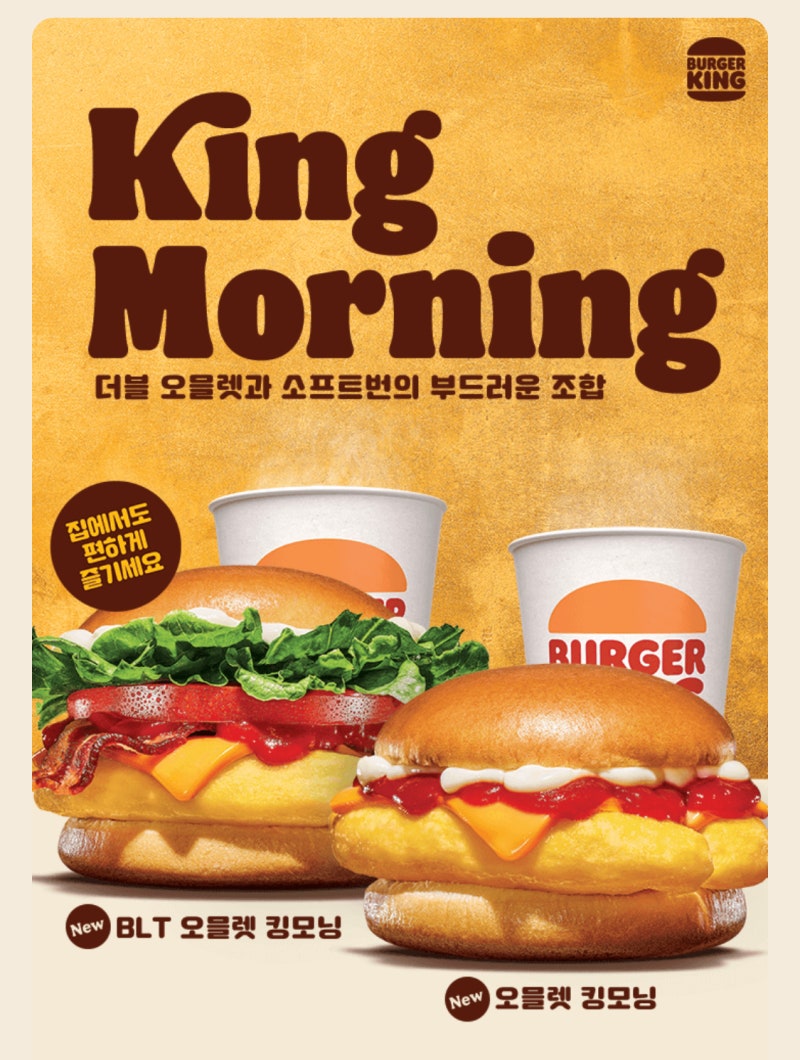 BURGER
KING
King
Morning
더블 오믈렛과 소프트번의 부드러운 조합
집에서도
편하게
즐기세요
BURGER
New BLT 오믈렛 킹모닝
New 오믈렛 킹모닝